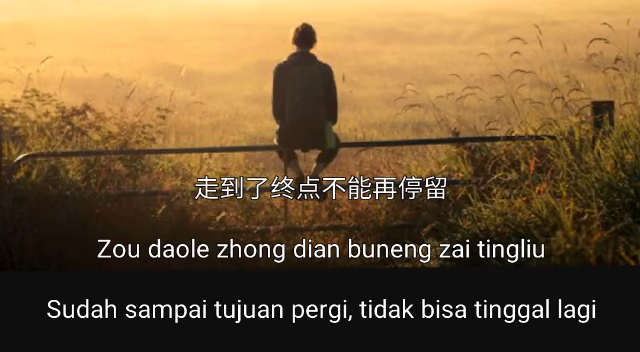 走到了终点不能再停留
Zou daole zhong dian buneng zai tingliu
Sudah sampai tujuan pergi, tidak bisa tinggal lagi